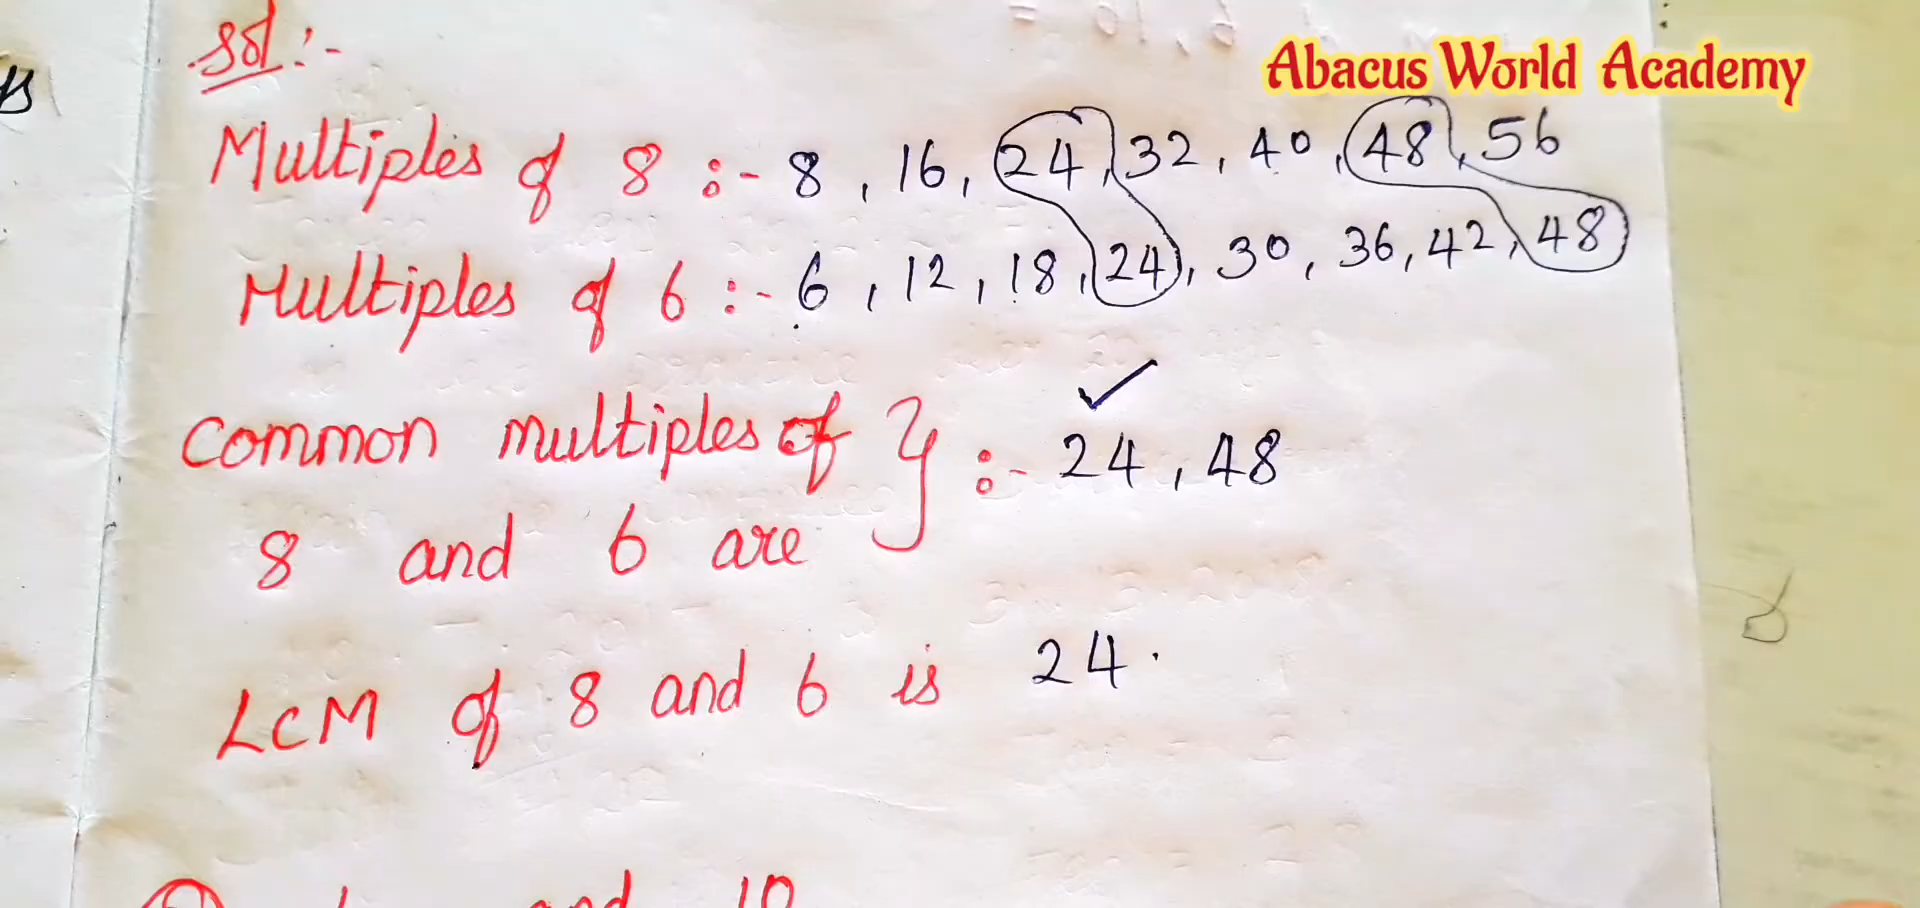 Abacus World Academy
Sol:-
Multiples of 8 :- 8, 16, 24, 32, 40, 48, 56
Multiples of 6 :- 6, 12, 18, 24, 30, 36, 42, 48
Common multiples of } :- 24, 48
8 and 6 are
LCM of 8 and 6 is 24.
and 10